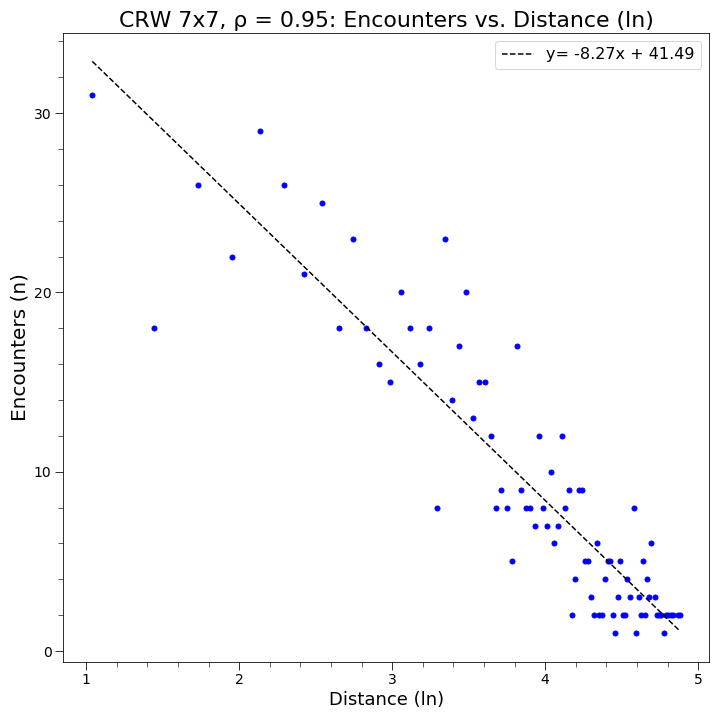 CRW 7x7, ρ = 0.95: Encounters vs. Distance (ln)
y= -8.27x + 41.49
30
20
10
0
Encounters (n)
1 2 3 4 5
Distance (ln)